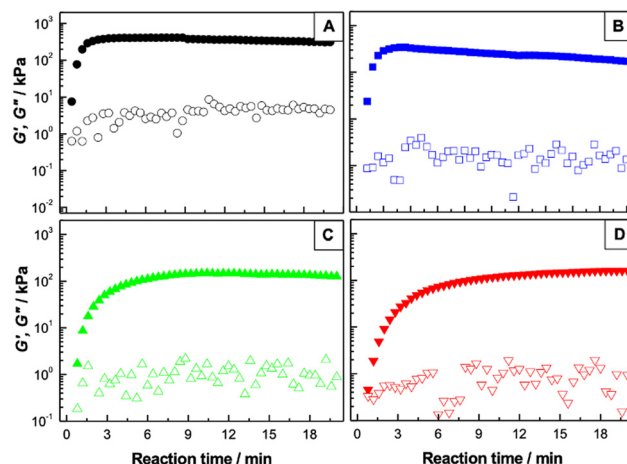 A
B
G', G'' / kPa
10³
10²
10¹
10⁰
10⁻¹
10⁻²
C
D
G', G'' / kPa
10³
10²
10¹
10⁰
10⁻¹
0 3 6 9 12 15 18
0 3 6 9 12 15 18
Reaction time / min
Reaction time / min